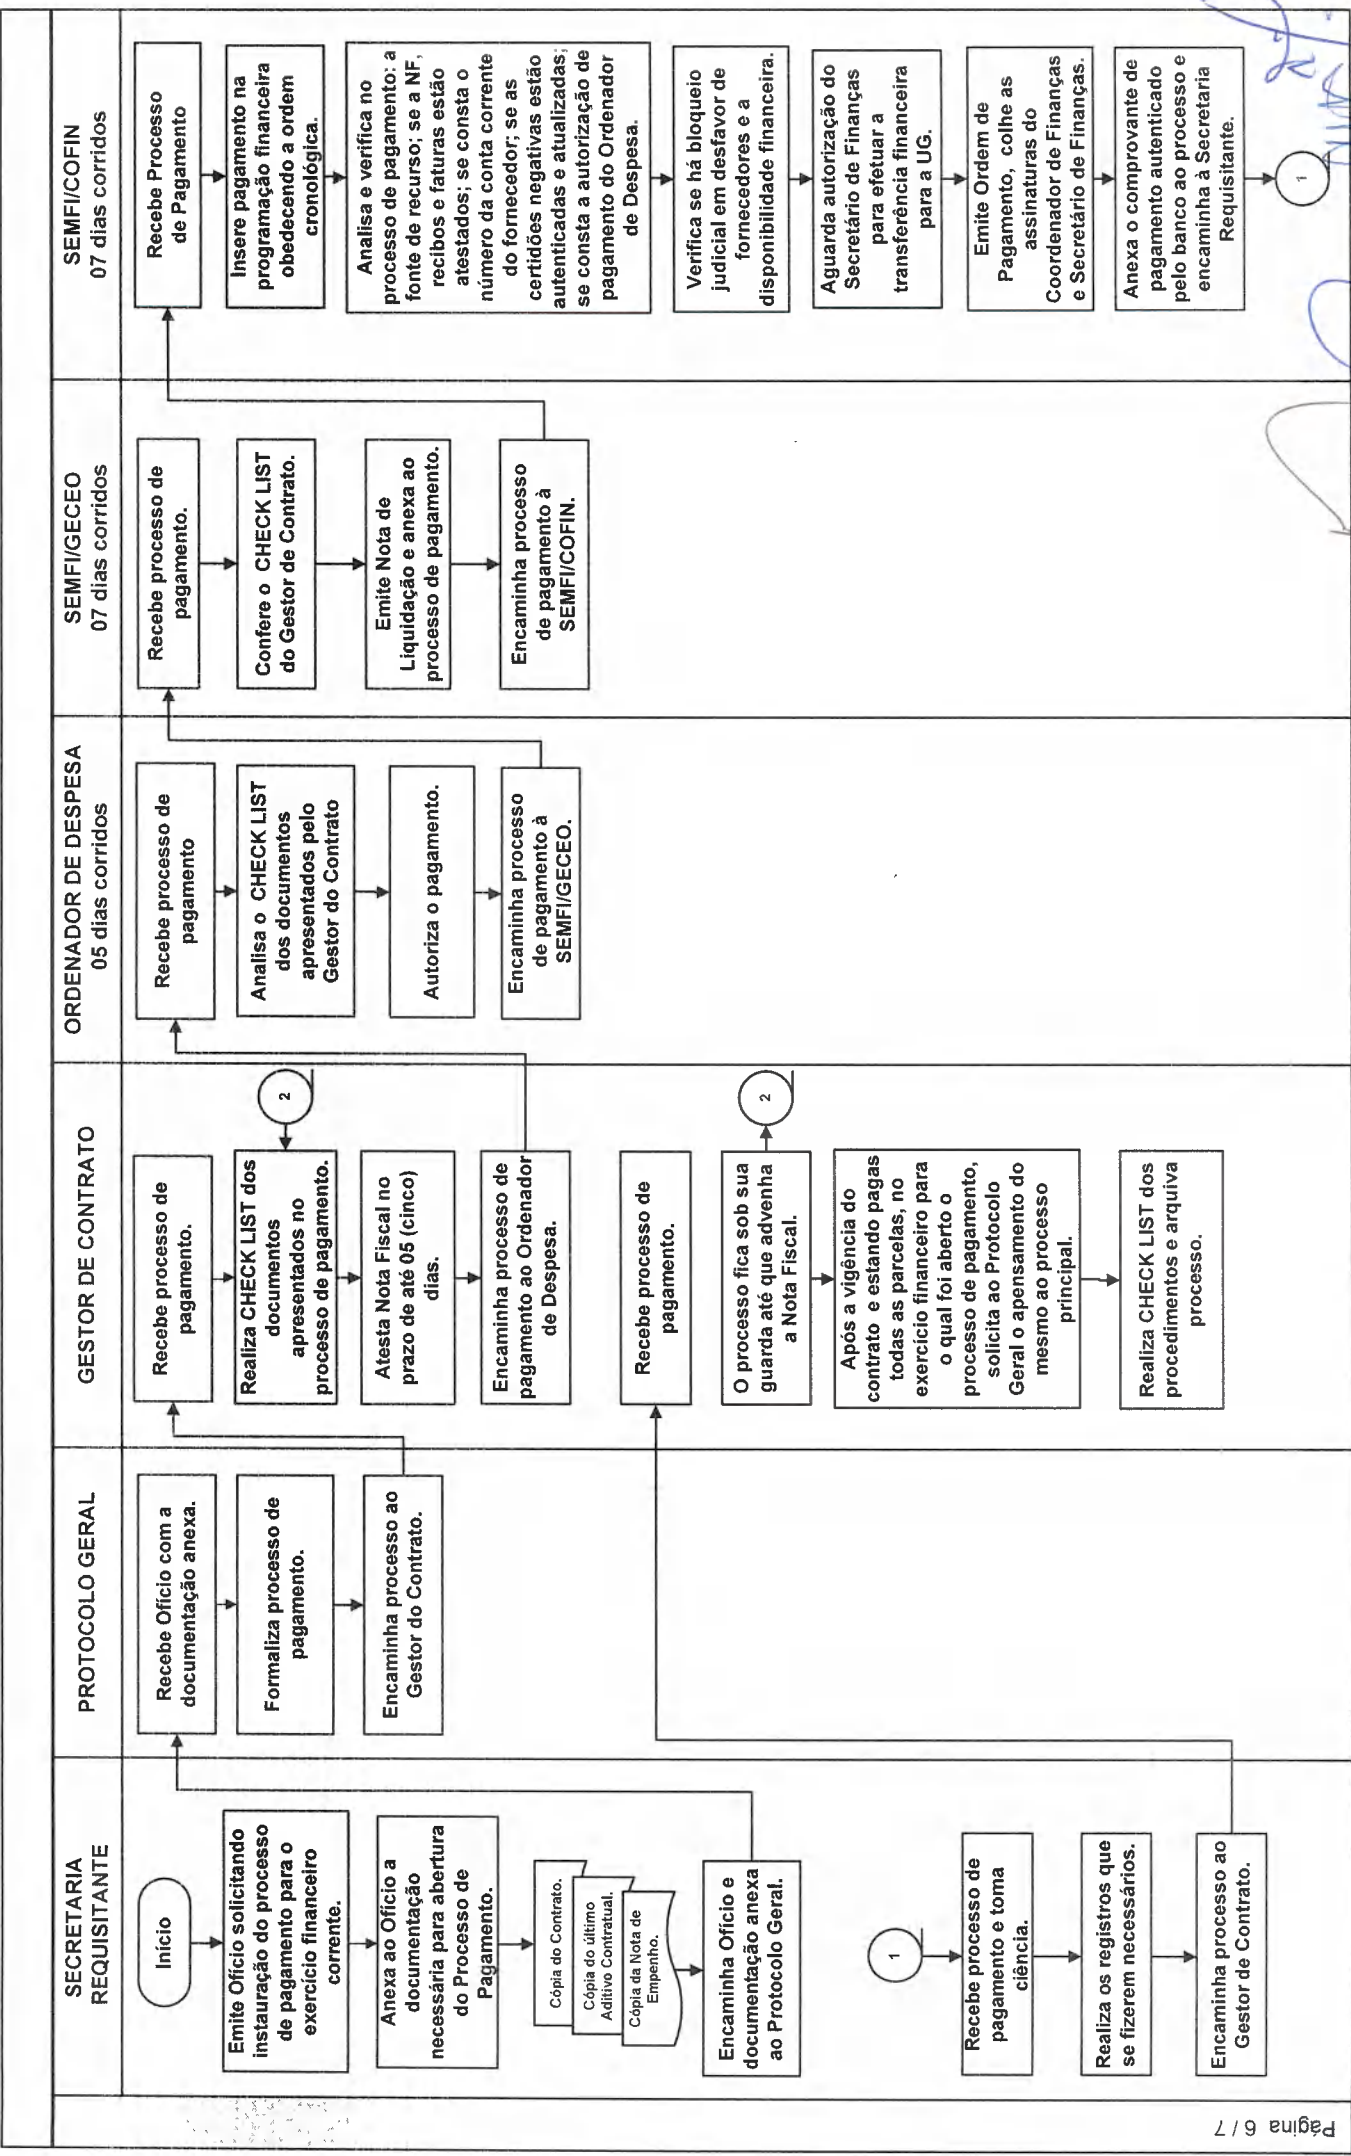 SECRETARIA
REQUISITANTE
Início
Emite Ofício solicitando
instauração do processo
de pagamento para o
exercício financeiro
corrente.
Anexa ao Ofício a
documentação
necessária para abertura
do Processo de
Pagamento.
Cópia do Contrato.
Cópia do último
Aditivo Contratual.
Cópia da Nota de
Empenho.
Encaminha Ofício e
documentação anexa
ao Protocolo Geral.
1
Recebe processo de
pagamento e toma
ciência.
Realiza os registros que
se fizerem necessários.
Encaminha processo ao
Gestor de Contrato.
PROTOCOLO GERAL
Recebe Ofício com a
documentação anexa.
Formaliza processo de
pagamento.
Encaminha processo ao
Gestor do Contrato.
GESTOR DE CONTRATO
Recebe processo de
pagamento.
Realiza CHECK LIST dos
documentos
apresentados no
processo de pagamento.
2
Atesta Nota Fiscal no
prazo de até 05 (cinco)
dias.
Encaminha processo de
pagamento ao Ordenador
de Despesa.
Recebe processo de
pagamento.
O processo fica sob sua
guarda até que advenha
a Nota Fiscal.
2
Após a vigência do
contrato e estando pagas
todas as parcelas, no
exercício financeiro para
o qual foi aberto o
processo de pagamento,
solicita ao Protocolo
Geral o apensamento do
mesmo ao processo
principal.
Realiza CHECK LIST dos
procedimentos e arquiva
processo.
ORDENADOR DE DESPESA
05 dias corridos
Recebe processo de
pagamento
Analisa o CHECK LIST
dos documentos
apresentados pelo
Gestor do Contrato
Autoriza o pagamento.
Encaminha processo
de pagamento à
SEMFI/GECEO.
SEMFI/GECEO
07 dias corridos
Recebe processo de
pagamento.
Confere o CHECK LIST
do Gestor de Contrato.
Emite Nota de
Liquidação e anexa ao
processo de pagamento.
Encaminha processo
de pagamento à
SEMFI/COFIN.
SEMFI/COFIN
07 dias corridos
Recebe Processo
de Pagamento
Insere pagamento na
programação financeira
obedecendo a ordem
cronológica.
Analisa e verifica no
processo de pagamento: a
fonte de recurso; se a NF,
recibos e faturas estão
atestados; se consta o
número da conta corrente
do fornecedor; se as
certidões negativas estão
autenticadas e atualizadas;
se consta a autorização de
pagamento do Ordenador
de Despesa.
Verifica se há bloqueio
judicial em desfavor de
fornecedores e a
disponibilidade financeira.
Aguarda autorização do
Secretário de Finanças
para efetuar a
transferência financeira
para a UG.
Emite Ordem de
Pagamento, colhe as
assinaturas do
Coordenador de Finanças
e Secretário de Finanças.
Anexa o comprovante de
pagamento autenticado
pelo banco ao processo e
encaminha à Secretaria
Requisitante.
1
Página 6 / 7